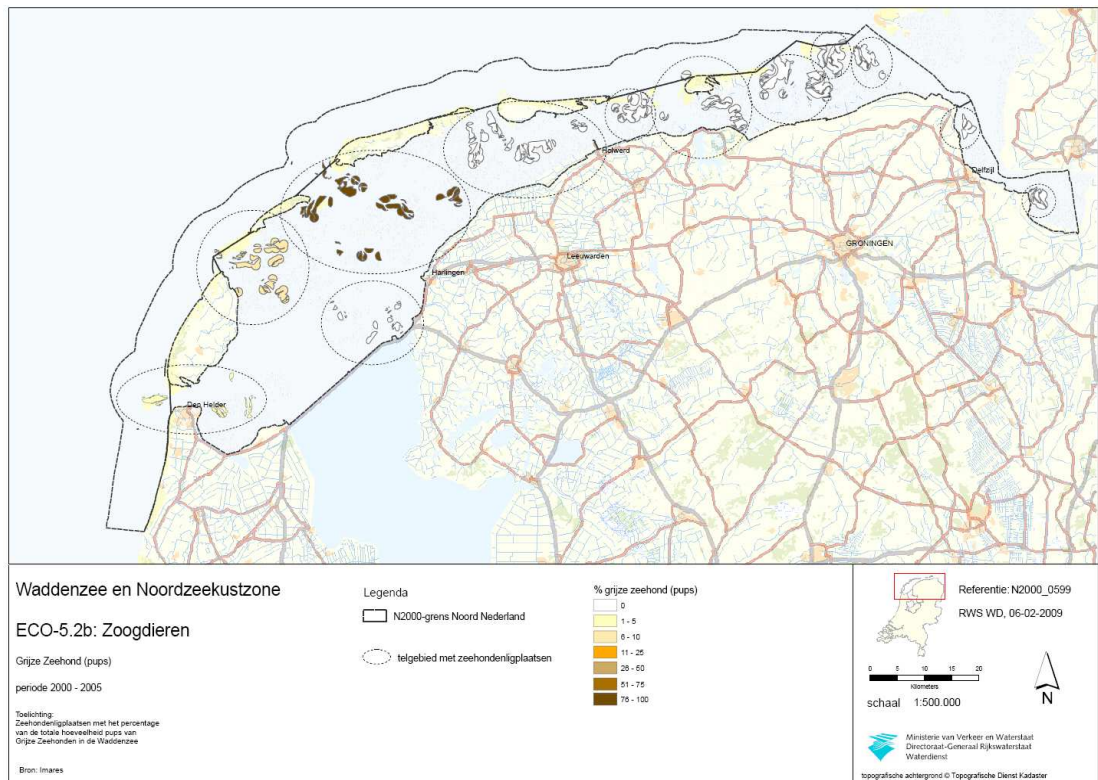 Holwerd
Delfzijl
GRONINGEN
Leeuwarden
Harlingen
Den Helder
Waddenzee en Noordzeekustzone
ECO-5.2b: Zoogdieren
Grijze Zeehond (pups)
periode 2000 - 2005
Toelichting:
Zeehondenligplaatsen met het percentage
van de totale hoeveelheid pups van
Grijze Zeehonden in de Waddenzee
Bron: Imares
Legenda
N2000-grens Noord Nederland
telgebied met zeehondenligplaatsen
% grijze zeehond (pups)
0
1 - 5
6 - 10
11 - 25
26 - 50
51 - 75
76 - 100
Referentie: N2000_0599
RWS WD, 06-02-2009
0 5 10 15 20
Kilometers
schaal 1:500.000
N
Ministerie van Verkeer en Waterstaat
Directoraat-Generaal Rijkswaterstaat
Waterdienst
topografische achtergrond © Topografische Dienst Kadaster